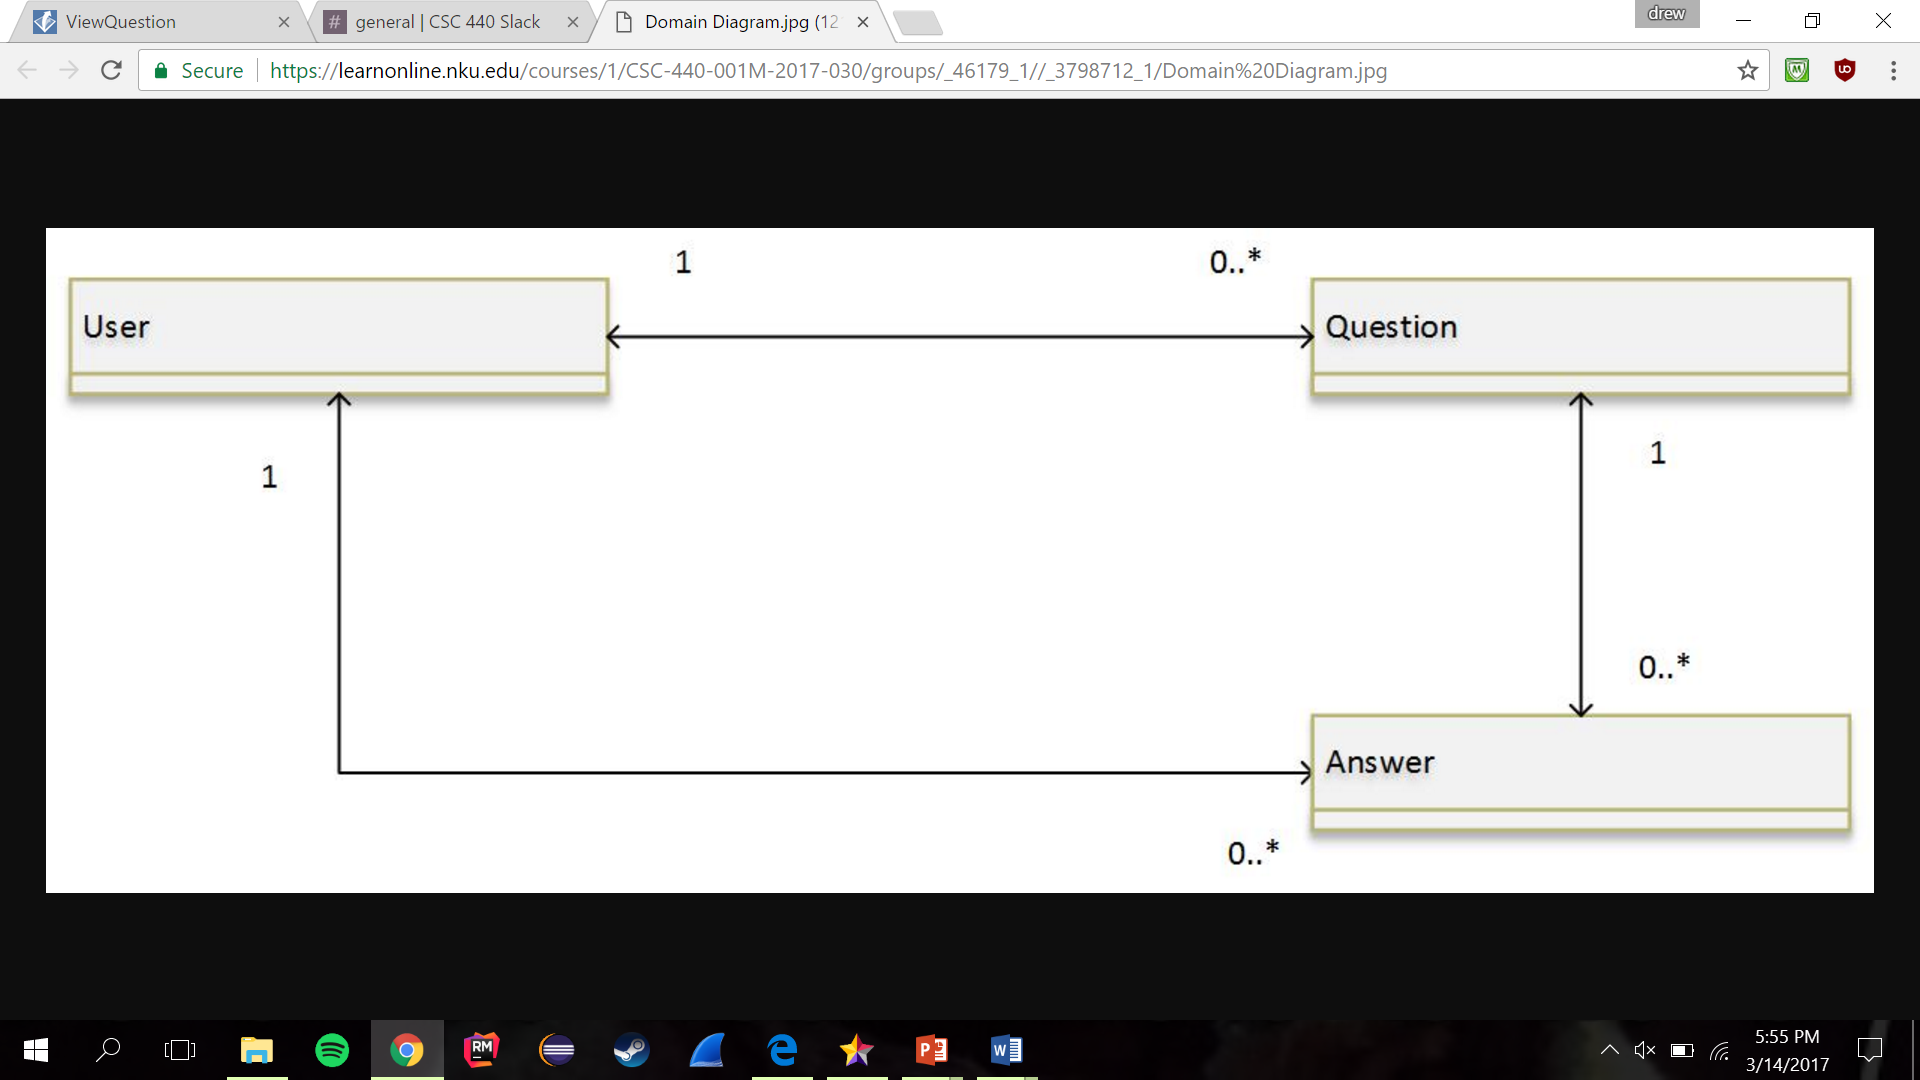 ViewQuestion
# general | CSC 440 Slack
Domain Diagram.jpg (12
drew
Secure
https://learnonline.nku.edu/courses/1/CSC-440-001M-2017-030/groups/_46179_1//_3798712_1/Domain%20Diagram.jpg
M
UO
1
0..*
User
Question
1
1
0..*
Answer
0..*
RM
P
W
5:55 PM
3/14/2017